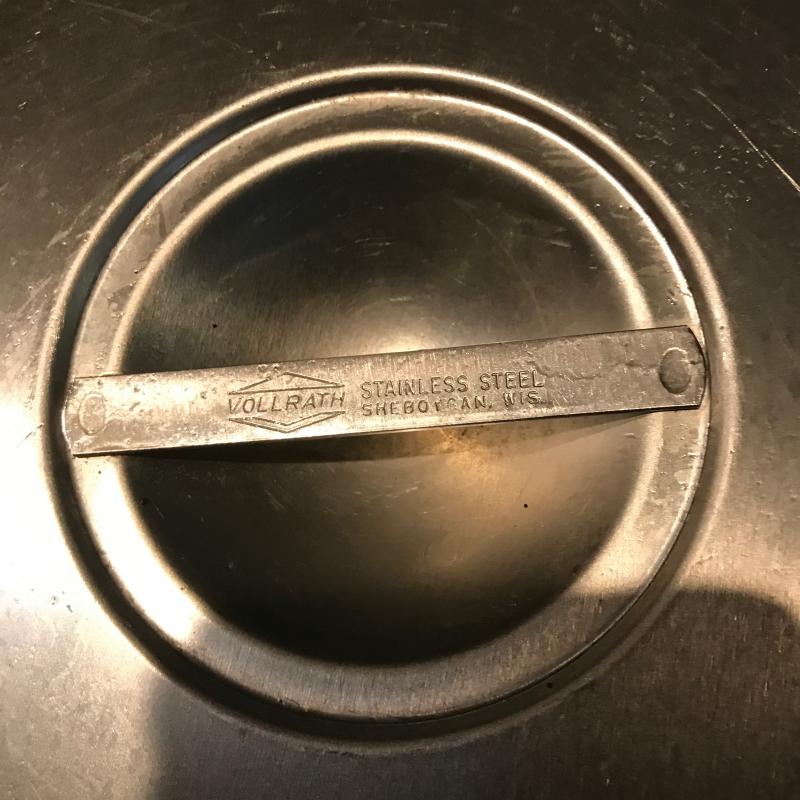 VOLLRATH
STAINLESS STEEL
SHEBOYGAN, WIS.